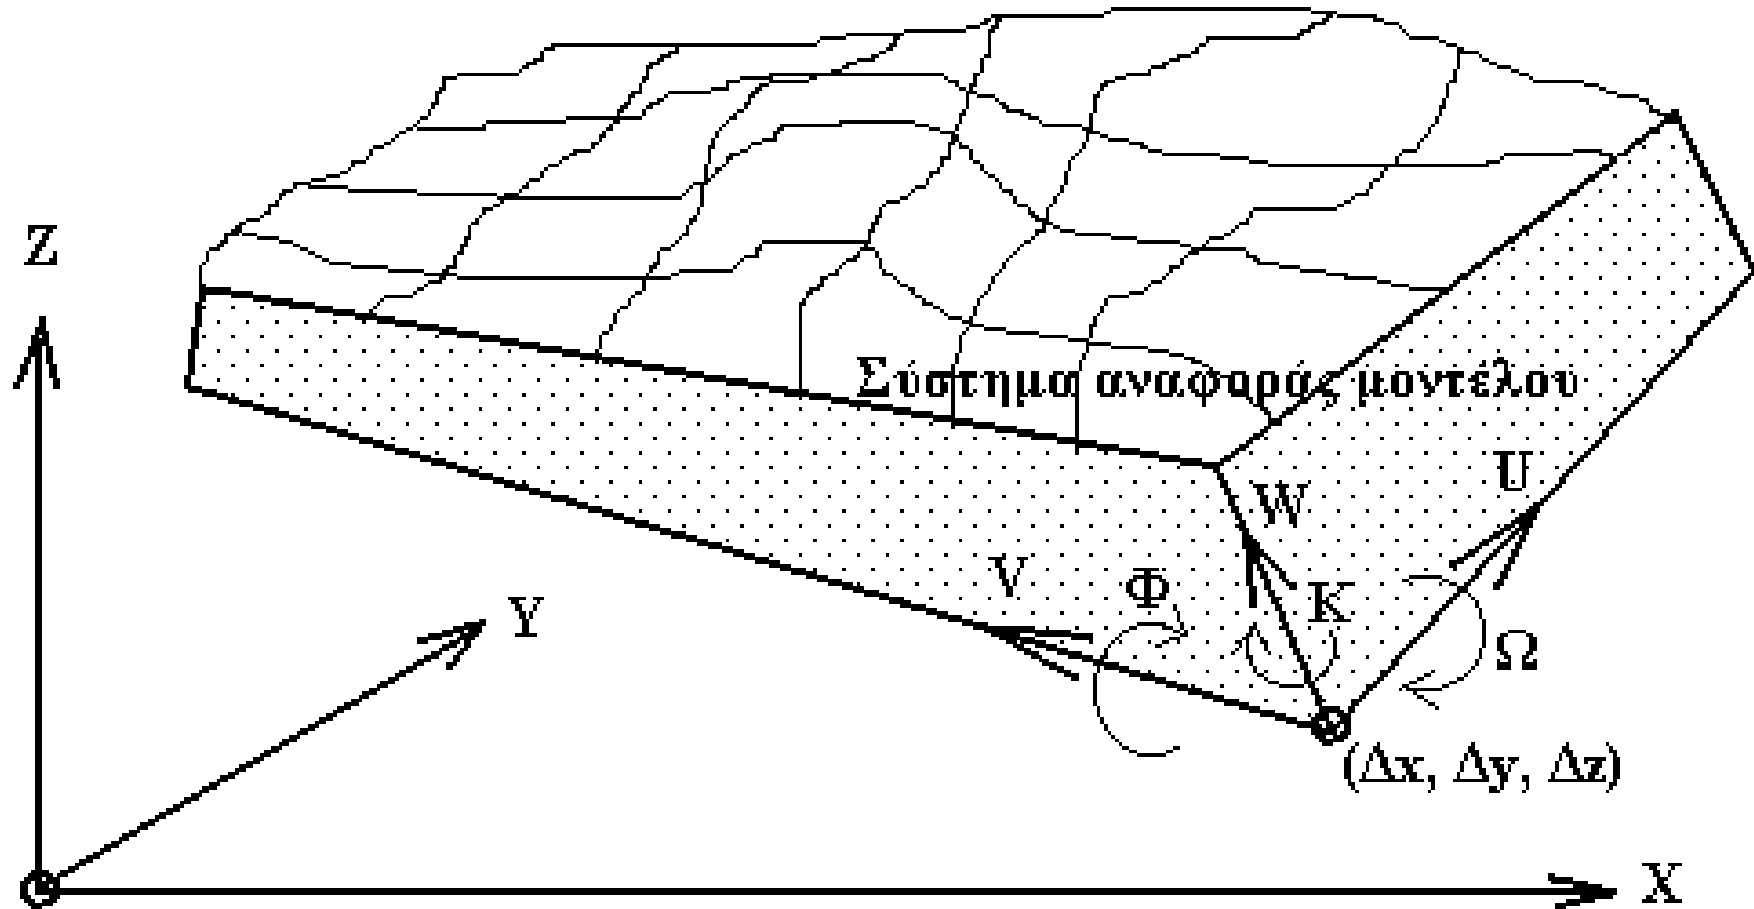 Z
Σύστημα αναφοράς μοντέλου
U
W
V
Φ
K
Y
Ω
(Δx, Δy, Δz)
X